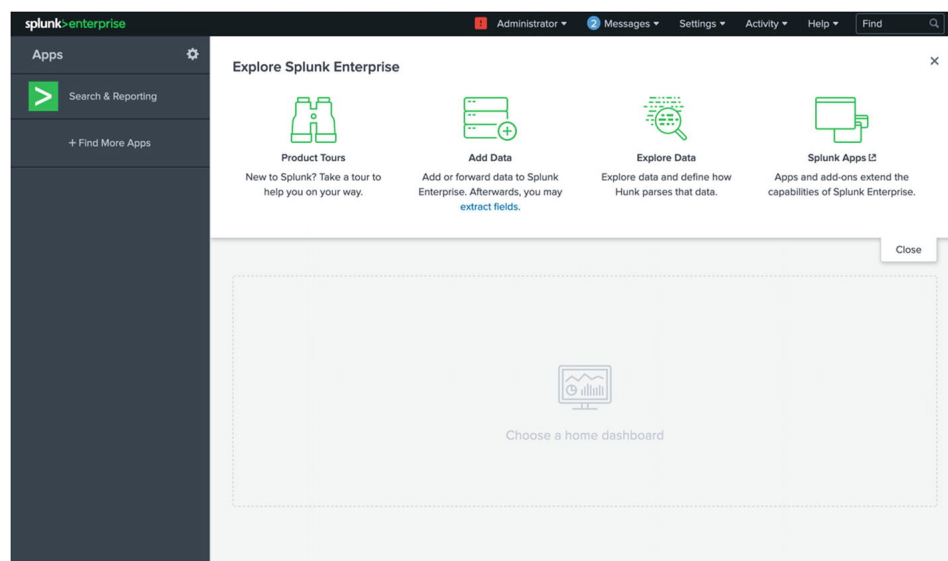 splunk>enterprise
! Administrator ▾ 2 Messages ▾ Settings ▾ Activity ▾ Help ▾ Find
Apps
Search & Reporting
+ Find More Apps
Explore Splunk Enterprise
Product Tours
New to Splunk? Take a tour to
help you on your way.
Add Data
Add or forward data to Splunk
Enterprise. Afterwards, you may
extract fields.
Explore Data
Explore data and define how
Hunk parses that data.
Splunk Apps
Apps and add-ons extend the
capabilities of Splunk Enterprise.
Close
Choose a home dashboard